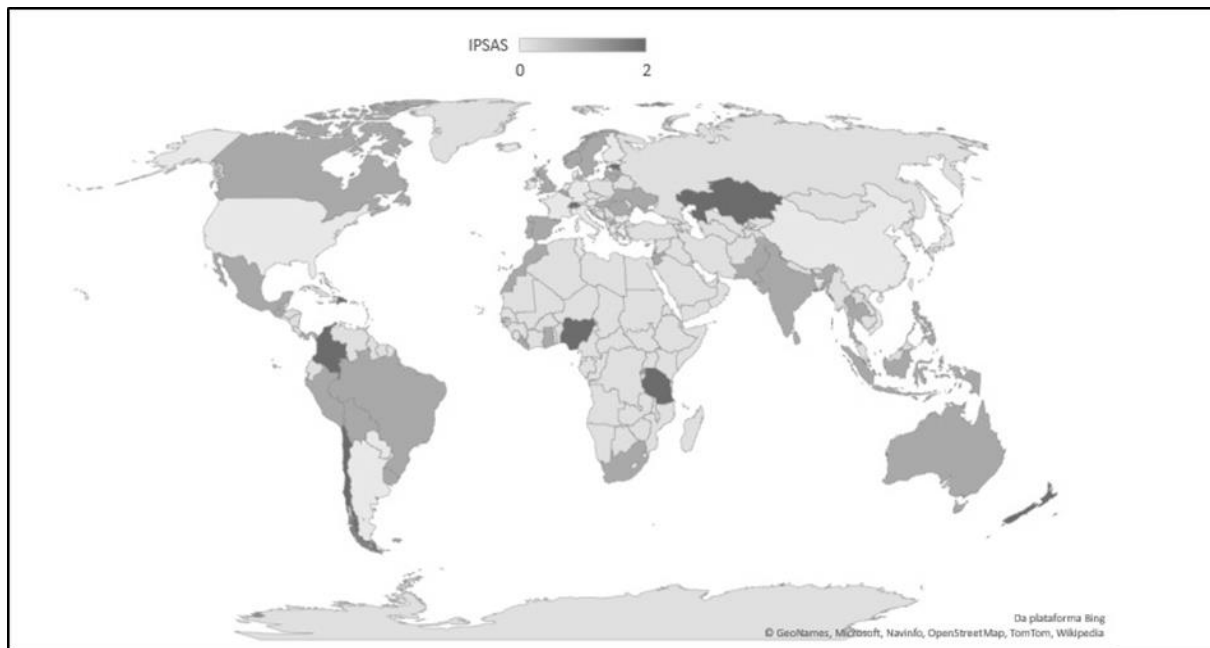 IPSAS
0 2
Da plataforma Bing
© GeoNames, Microsoft, Navinfo, OpenStreetMap, TomTom, Wikipedia